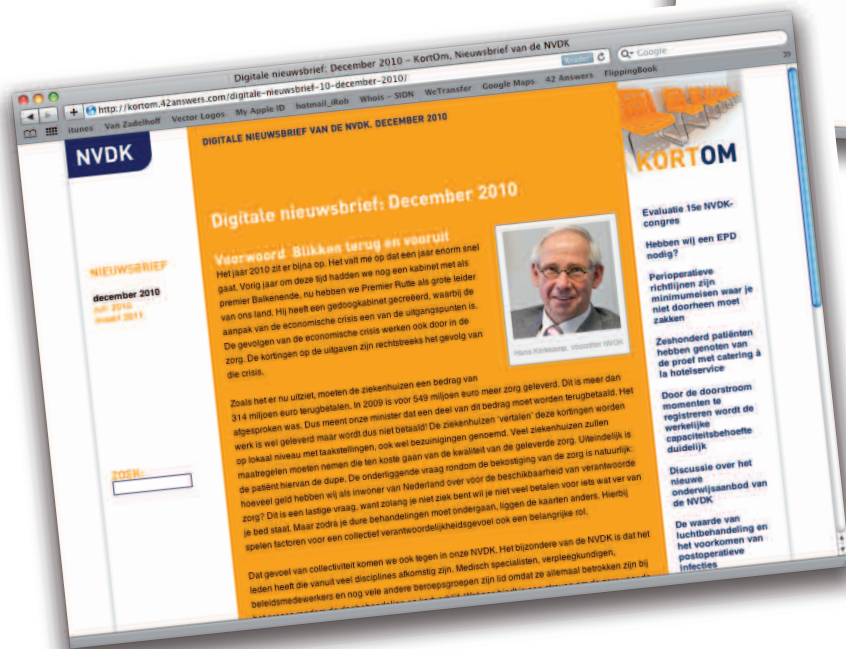 Digitale nieuwsbrief: December 2010 – KortOm, Nieuwsbrief van de NVDK
http://kortom.42answers.com/digitale-nieuwsbrief-10-december-2010/
Reader
Google
itunes Van Zadelhoff Vector Logos My Apple ID hotmail_iRob Whois – SIDN WeTransfer Google Maps 42 Answers FlippingBook
NVDK
NIEUWSBRIEF
december 2010
juli 2010
maart 2011
ZOEK:
DIGITALE NIEUWSBRIEF VAN DE NVDK. DECEMBER 2010
Digitale nieuwsbrief: December 2010
Voorwoord Blikken terug en vooruit
Het jaar 2010 zit er bijna op. Het valt me op dat een jaar enorm snel
gaat. Vorig jaar om deze tijd hadden we nog een kabinet met als
premier Balkenende, nu hebben we Premier Rutte als grote leider
van ons land. Hij heeft een gedoogkabinet gecreëerd, waarbij de
aanpak van de economische crisis een van de uitgangspunten is.
De gevolgen van de economische crisis werken ook door in de
zorg. De kortingen op de uitgaven zijn rechtstreeks het gevolg van
die crisis.
Hans Kerkkamp, voorzitter NVDK
Zoals het er nu uitziet, moeten de ziekenhuizen een bedrag van
314 miljoen euro terugbetalen. In 2009 is voor 549 miljoen euro meer zorg geleverd. Dit is meer dan
afgesproken was. Dus meent onze minister dat een deel van dit bedrag moet worden terugbetaald. Het
werk is wel geleverd maar wordt dus niet betaald! De ziekenhuizen 'vertalen' deze kortingen worden
op lokaal niveau met taakstellingen, ook wel bezuinigingen genoemd. Veel ziekenhuizen zullen
maatregelen moeten nemen die ten koste gaan van de kwaliteit van de geleverde zorg. Uiteindelijk is
de patiënt hiervan de dupe. De onderliggende vraag rondom de bekostiging van de zorg is natuurlijk:
hoeveel geld hebben wij als inwoner van Nederland over voor de beschikbaarheid van verantwoorde
zorg? Dit is een lastige vraag, want zolang je niet ziek bent wil je niet veel betalen voor iets wat ver van
je bed staat. Maar zodra je dure behandelingen moet ondergaan, liggen de kaarten anders. Hierbij
spelen factoren voor een collectief verantwoordelijkheidsgevoel ook een belangrijke rol.
Dat gevoel van collectiviteit komen we ook tegen in onze NVDK. Het bijzondere van de NVDK is dat het
leden heeft die vanuit veel disciplines afkomstig zijn. Medisch specialisten, verpleegkundigen,
beleidsmedewerkers en nog vele andere beroepsgroepen zijn lid omdat ze allemaal betrokken zijn bij
KORTOM
Evaluatie 15e NVDK-
congres
Hebben wij een EPD
nodig?
Perioperatieve
richtlijnen zijn
minimumeisen waar je
niet doorheen moet
zakken
Zeshonderd patiënten
hebben genoten van
de proef met catering à
la hotelservice
Door de doorstroom
momenten te
registreren wordt de
werkelijke
capaciteitsbehoefte
duidelijk
Discussie over het
nieuwe
onderwijsaanbod van
de NVDK
De waarde van
luchtbehandeling en
het voorkomen van
postoperatieve
infecties